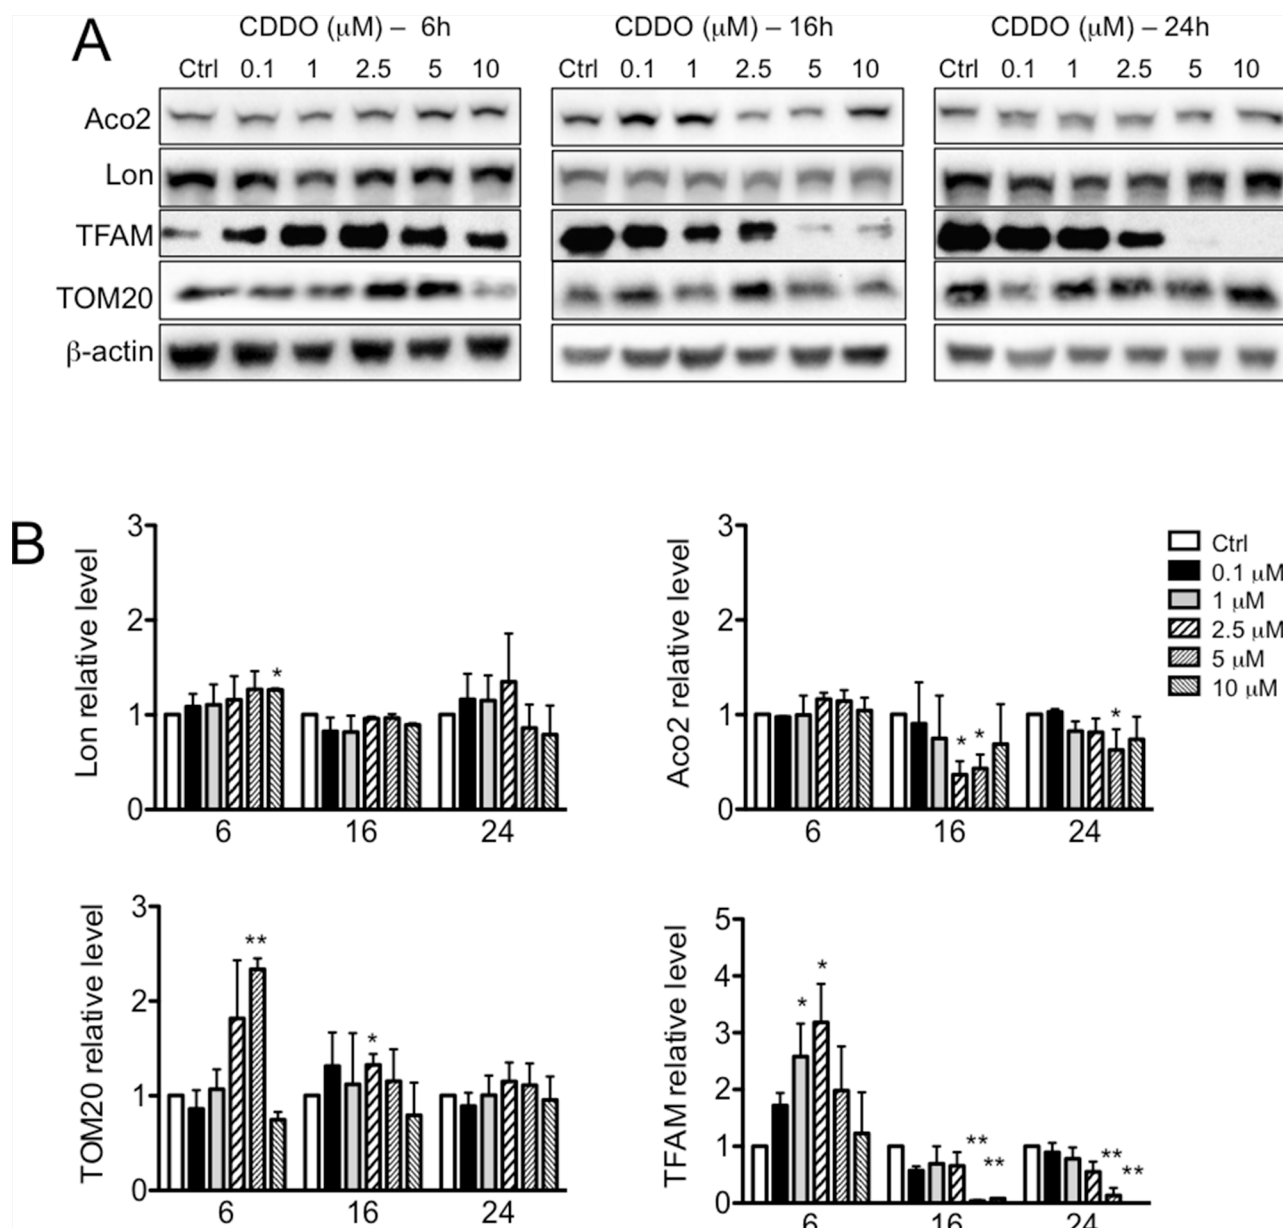 A
CDDO (μM) – 6h
CDDO (μM) – 16h
CDDO (μM) – 24h
Ctrl 0.1 1 2.5 5 10
Ctrl 0.1 1 2.5 5 10
Ctrl 0.1 1 2.5 5 10
Aco2
Lon
TFAM
TOM20
β-actin
B
Lon relative level
3
2
1
0
*
6 16 24
Aco2 relative level
3
2
1
0
* * *
6 16 24
Ctrl
0.1 μM
1 μM
2.5 μM
5 μM
10 μM
TOM20 relative level
3
2
1
0
** *
6 16 24
TFAM relative level
5
4
3
2
1
0
* * ** ** ** **
6 16 24